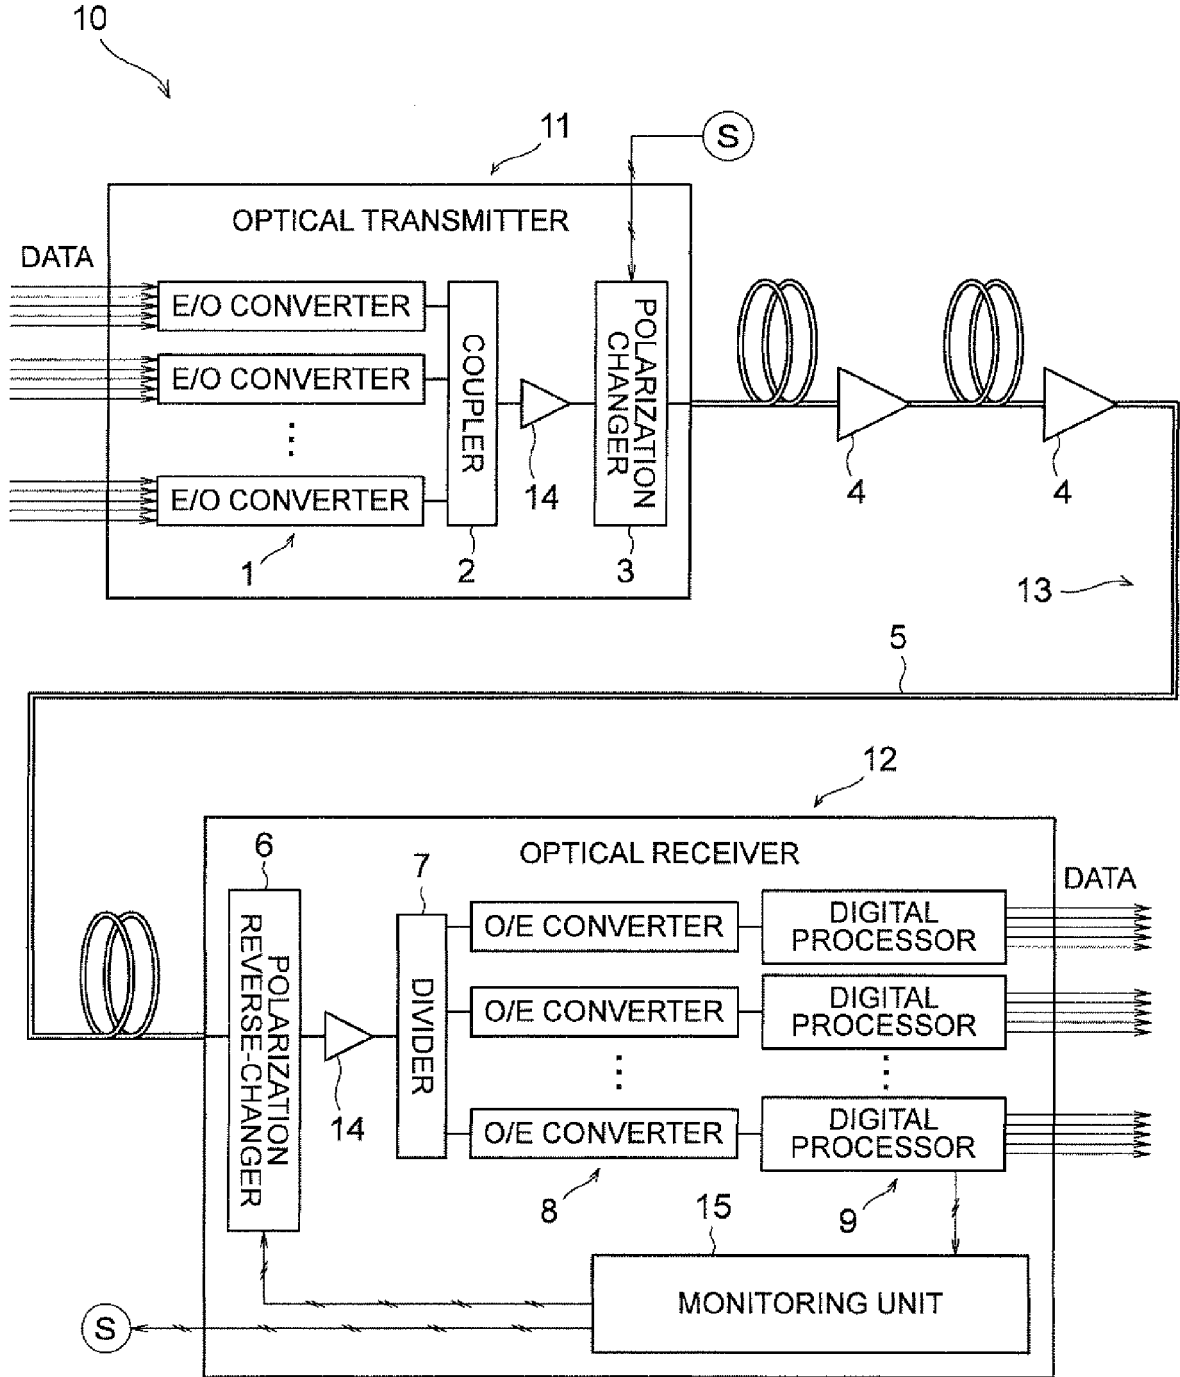 10
11
S
OPTICAL TRANSMITTER
DATA
E/O CONVERTER
E/O CONVERTER
E/O CONVERTER
COUPLER
POLARIZATION
CHANGER
14
4
4
1
2
3
13
5
12
6
7
OPTICAL RECEIVER
DATA
POLARIZATION
REVERSE-CHANGER
DIVIDER
O/E CONVERTER
DIGITAL
PROCESSOR
O/E CONVERTER
DIGITAL
PROCESSOR
O/E CONVERTER
DIGITAL
PROCESSOR
14
8
15
9
MONITORING UNIT
S